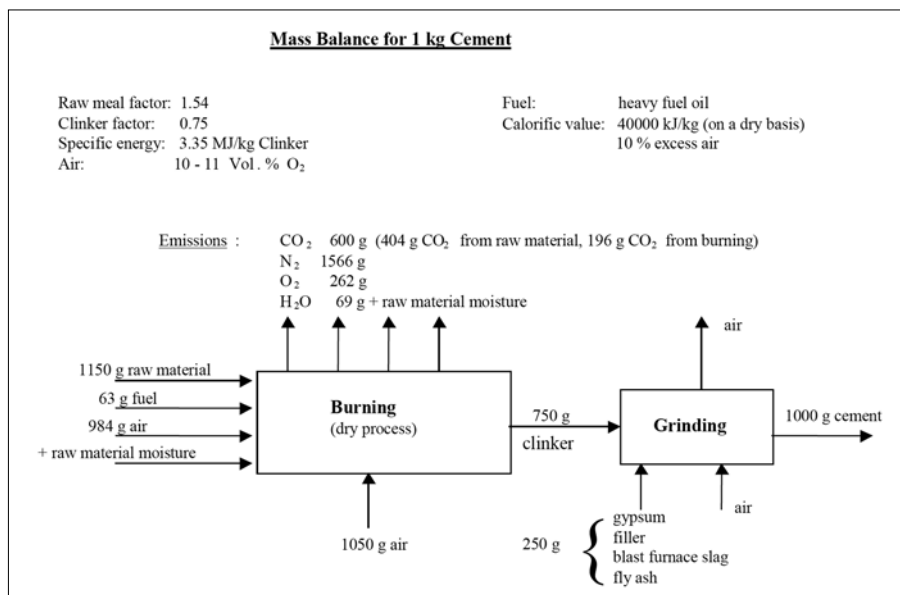 Mass Balance for 1 kg Cement
Raw meal factor: 1.54
Clinker factor: 0.75
Specific energy: 3.35 MJ/kg Clinker
Air: 10 - 11 Vol . % O₂
Fuel: heavy fuel oil
Calorific value: 40000 kJ/kg (on a dry basis)
10 % excess air
Emissions :
CO₂ 600 g (404 g CO₂ from raw material, 196 g CO₂ from burning)
N₂ 1566 g
O₂ 262 g
H₂O 69 g + raw material moisture
1150 g raw material
63 g fuel
984 g air
+ raw material moisture
Burning
(dry process)
1050 g air
750 g
clinker
air
Grinding
1000 g cement
air
250 g
gypsum
filler
blast furnace slag
fly ash